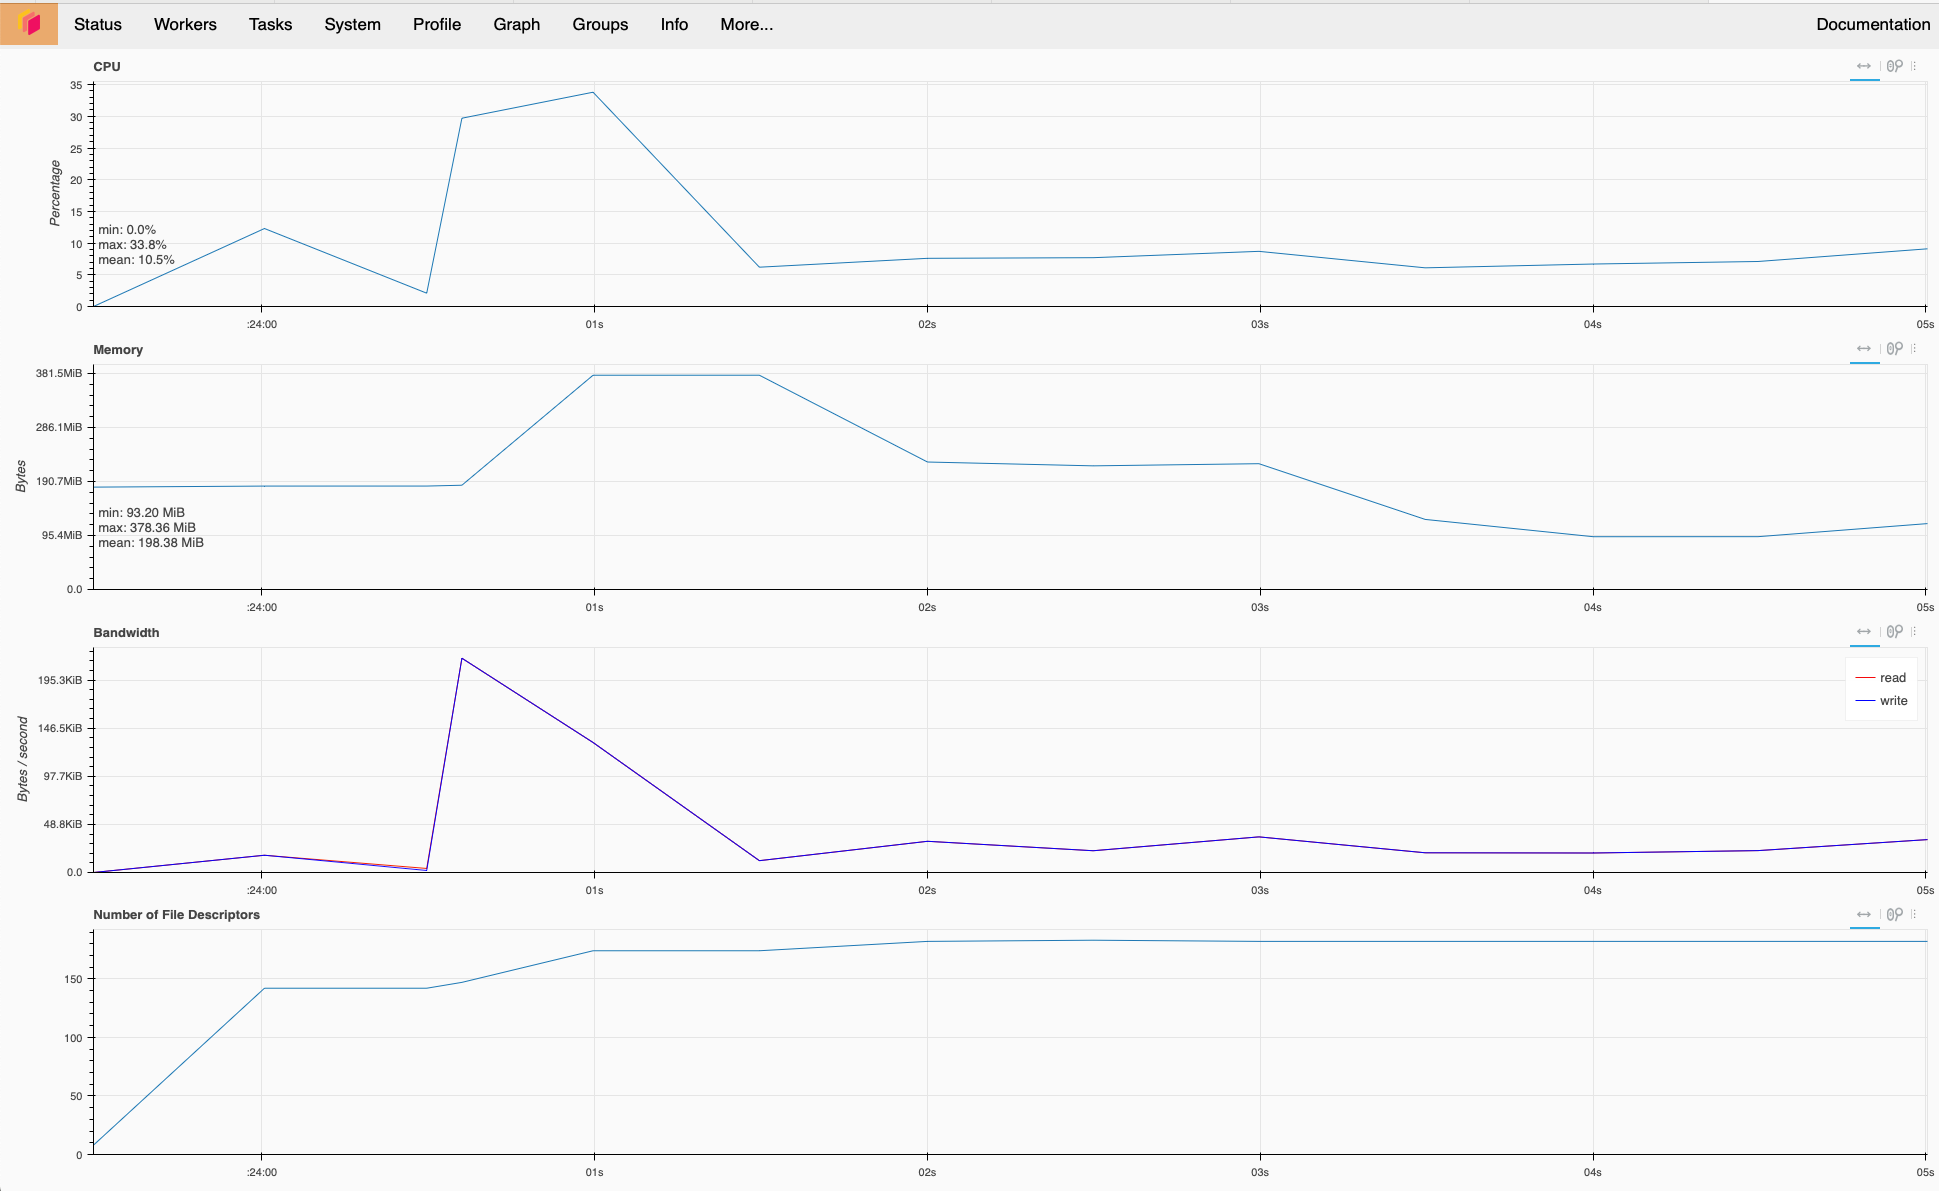 Status Workers Tasks System Profile Graph Groups Info More... Documentation
CPU
Percentage
35
30
25
20
15
10
5
0
min: 0.0%
max: 33.8%
mean: 10.5%
:24:00 01s 02s 03s 04s 05s
Memory
Bytes
381.5MiB
286.1MiB
190.7MiB
95.4MiB
0.0
min: 93.20 MiB
max: 378.36 MiB
mean: 198.38 MiB
:24:00 01s 02s 03s 04s 05s
Bandwidth
Bytes / second
195.3KiB
146.5KiB
97.7KiB
48.8KiB
0.0
read
write
:24:00 01s 02s 03s 04s 05s
Number of File Descriptors
150
100
50
0
:24:00 01s 02s 03s 04s 05s